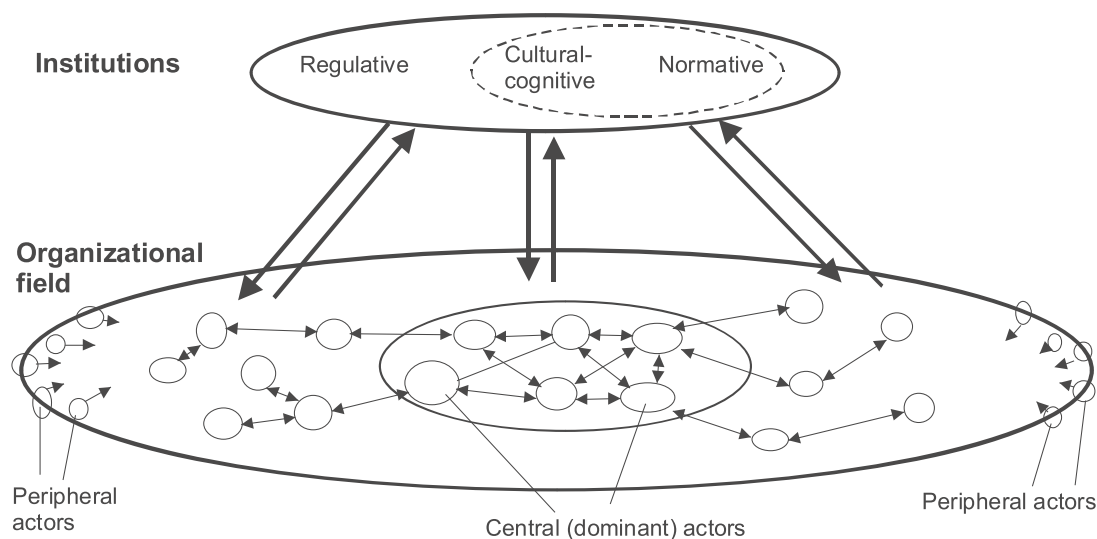 Institutions
Regulative
Cultural-
cognitive
Normative
Organizational
field
Peripheral
actors
Central (dominant) actors
Peripheral actors